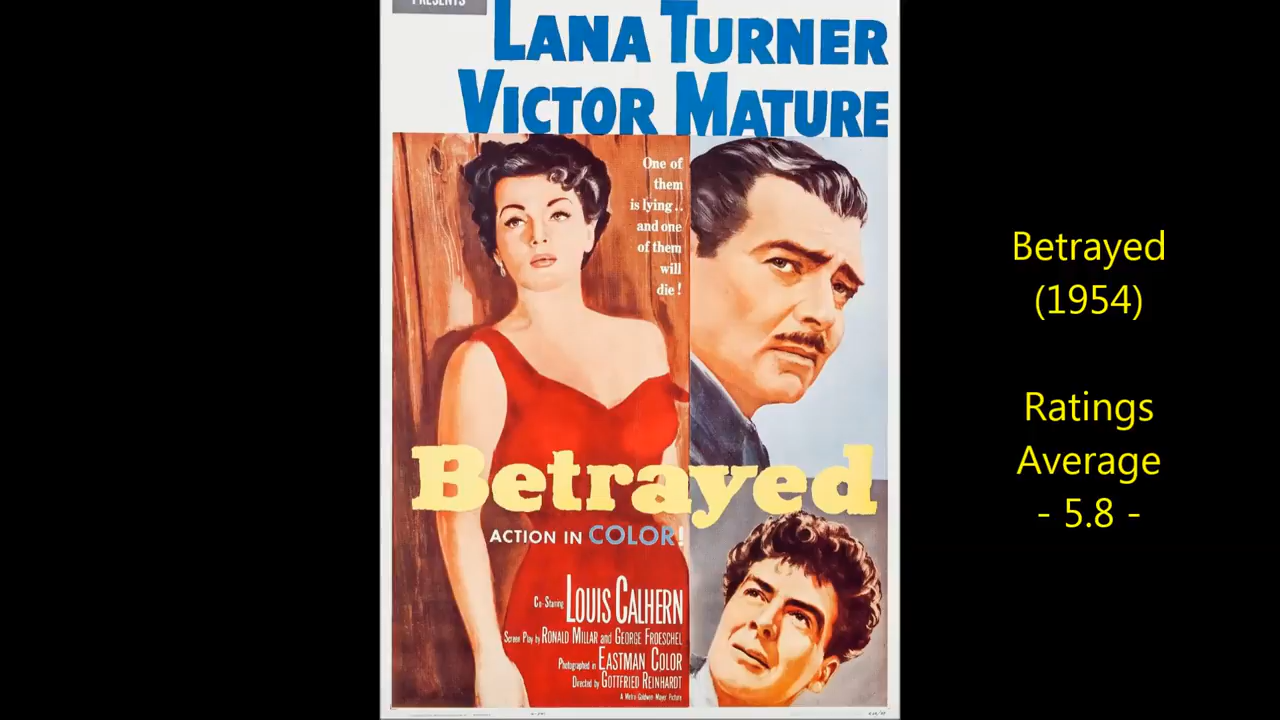 PRESENTS
LANA TURNER
VICTOR MATURE
One of
them
is lying..
and one
of them
will
die!
Betrayed
ACTION IN COLOR!
Co-Starring LOUIS CALHERN
Screen Play by RONALD MILLAR and GEORGE FROESCHEL
Photographed in EASTMAN COLOR
Directed by GOTTFRIED REINHARDT
A Metro-Goldwyn-Mayer Picture
Betrayed
(1954)
Ratings
Average
- 5.8 -